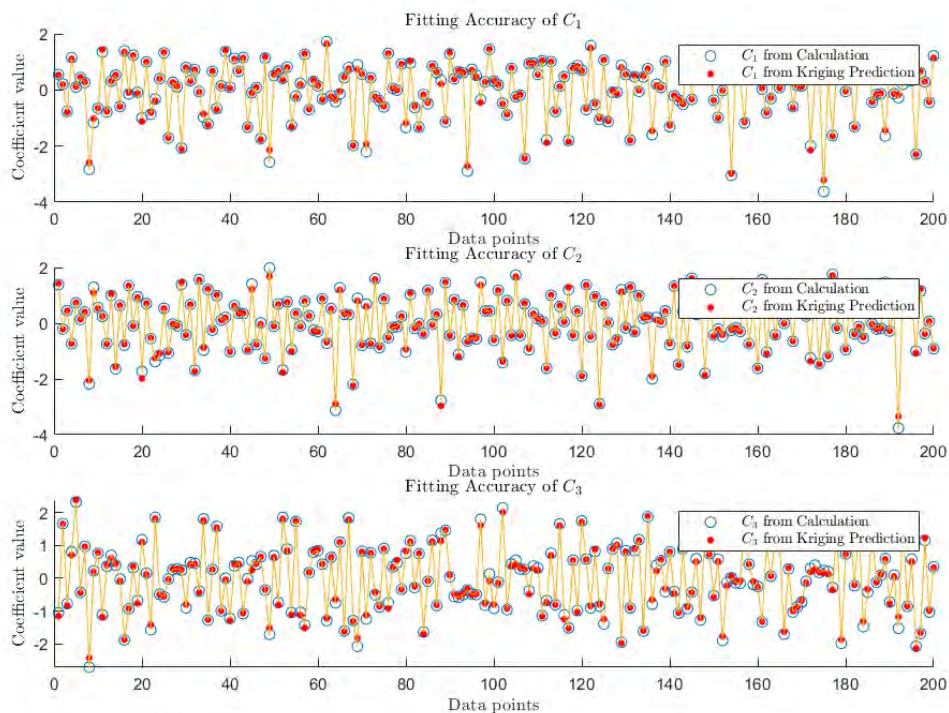 Fitting Accuracy of C₁
Coefficient value
2
0
-2
-4
C₁ from Calculation
C₁ from Kriging Prediction
0 20 40 60 80 100 120 140 160 180 200
Data points
Fitting Accuracy of C₂
Coefficient value
2
0
-2
-4
C₂ from Calculation
C₂ from Kriging Prediction
0 20 40 60 80 100 120 140 160 180 200
Data points
Fitting Accuracy of C₃
Coefficient value
2
1
0
-1
-2
C₃ from Calculation
C₃ from Kriging Prediction
0 20 40 60 80 100 120 140 160 180 200
Data points